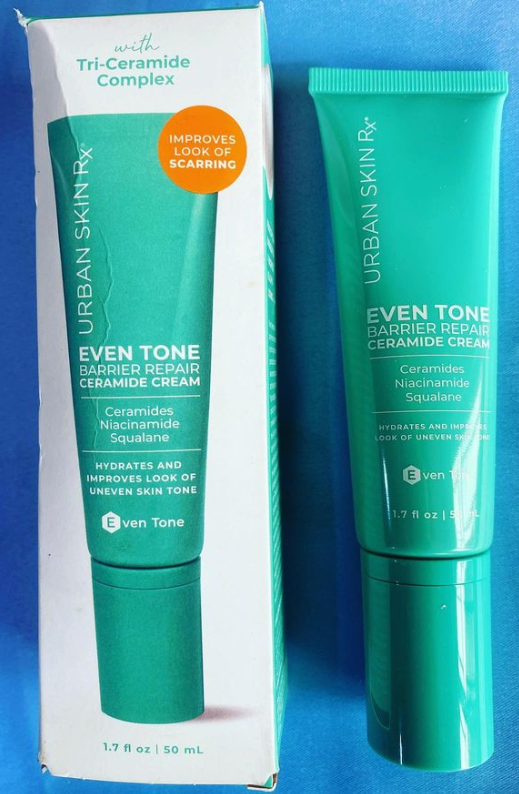 with
Tri-Ceramide
Complex
IMPROVES
LOOK OF
SCARRING
URBAN SKIN Rx®
EVEN TONE
BARRIER REPAIR
CERAMIDE CREAM
Ceramides
Niacinamide
Squalane
HYDRATES AND
IMPROVES LOOK OF
UNEVEN SKIN TONE
Even Tone
1.7 fl oz | 50 mL
URBAN SKIN Rx®
EVEN TONE
BARRIER REPAIR
CERAMIDE CREAM
Ceramides
Niacinamide
Squalane
HYDRATES AND
LOOK OF UNEVEN
Even
1.7 fl oz |